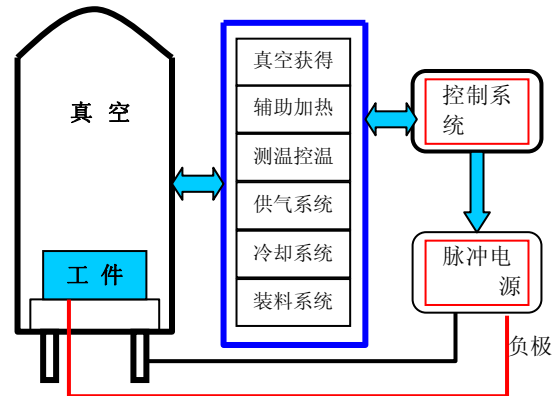 真 空
工 件
真空获得
辅助加热
测温控温
供气系统
冷却系统
装料系统
控制系
统
脉冲电
源
负极